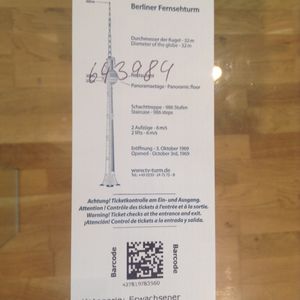 Berliner Fernsehturm
Durchmesser der Kugel - 32 m
Diameter of the globe - 32 m
693984
Panoramaetage - Panoramic floor
Schachttreppe - 986 Stufen
Staircase - 986 steps
2 Aufzüge - 6 m/s
2 lifts - 6 m/s
Eröffnung - 3. Oktober 1969
Opened - October 3rd, 1969
www.tv-turm.de
Achtung! Ticketkontrolle am Ein- und Ausgang.
Attention ! Contrôle des tickets à l'entrée et à la sortie.
Warning! Ticket checks at the entrance and exit.
¡Atención! Control de tickets a la entrada y salida.
Barcode
Barcode
Erwachsener